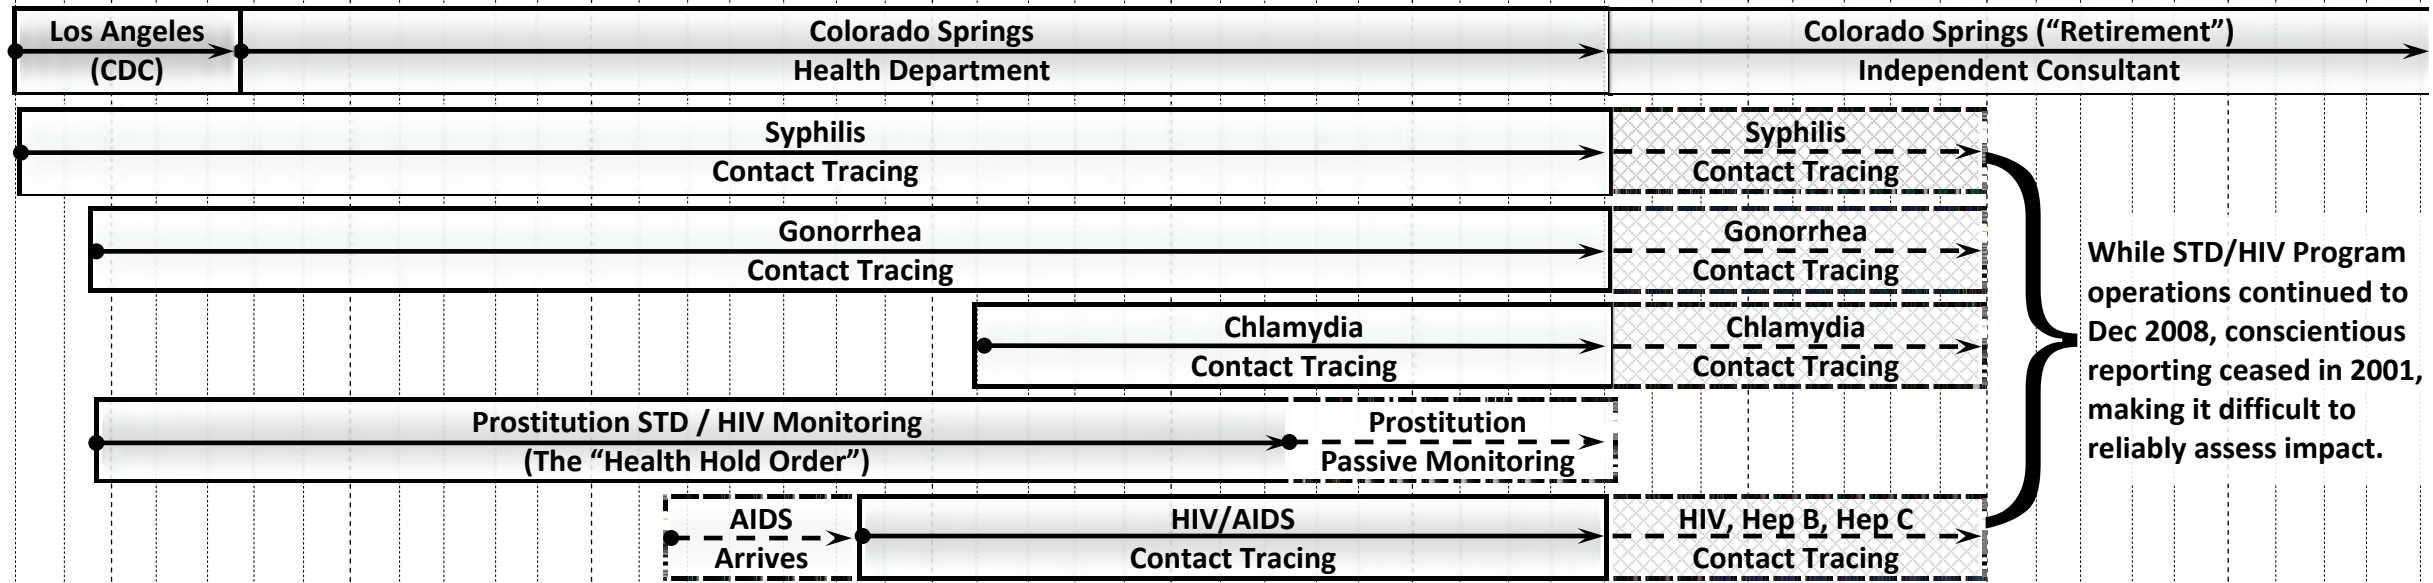 Los Angeles
(CDC)
Colorado Springs
Health Department
Colorado Springs (“Retirement”)
Independent Consultant
Syphilis
Contact Tracing
Syphilis
Contact Tracing
Gonorrhea
Contact Tracing
Gonorrhea
Contact Tracing
Chlamydia
Contact Tracing
Chlamydia
Contact Tracing
Prostitution STD / HIV Monitoring
(The “Health Hold Order”)
Prostitution
Passive Monitoring
AIDS
Arrives
HIV/AIDS
Contact Tracing
HIV, Hep B, Hep C
Contact Tracing
While STD/HIV Program
operations continued to
Dec 2008, conscientious
reporting ceased in 2001,
making it difficult to
reliably assess impact.